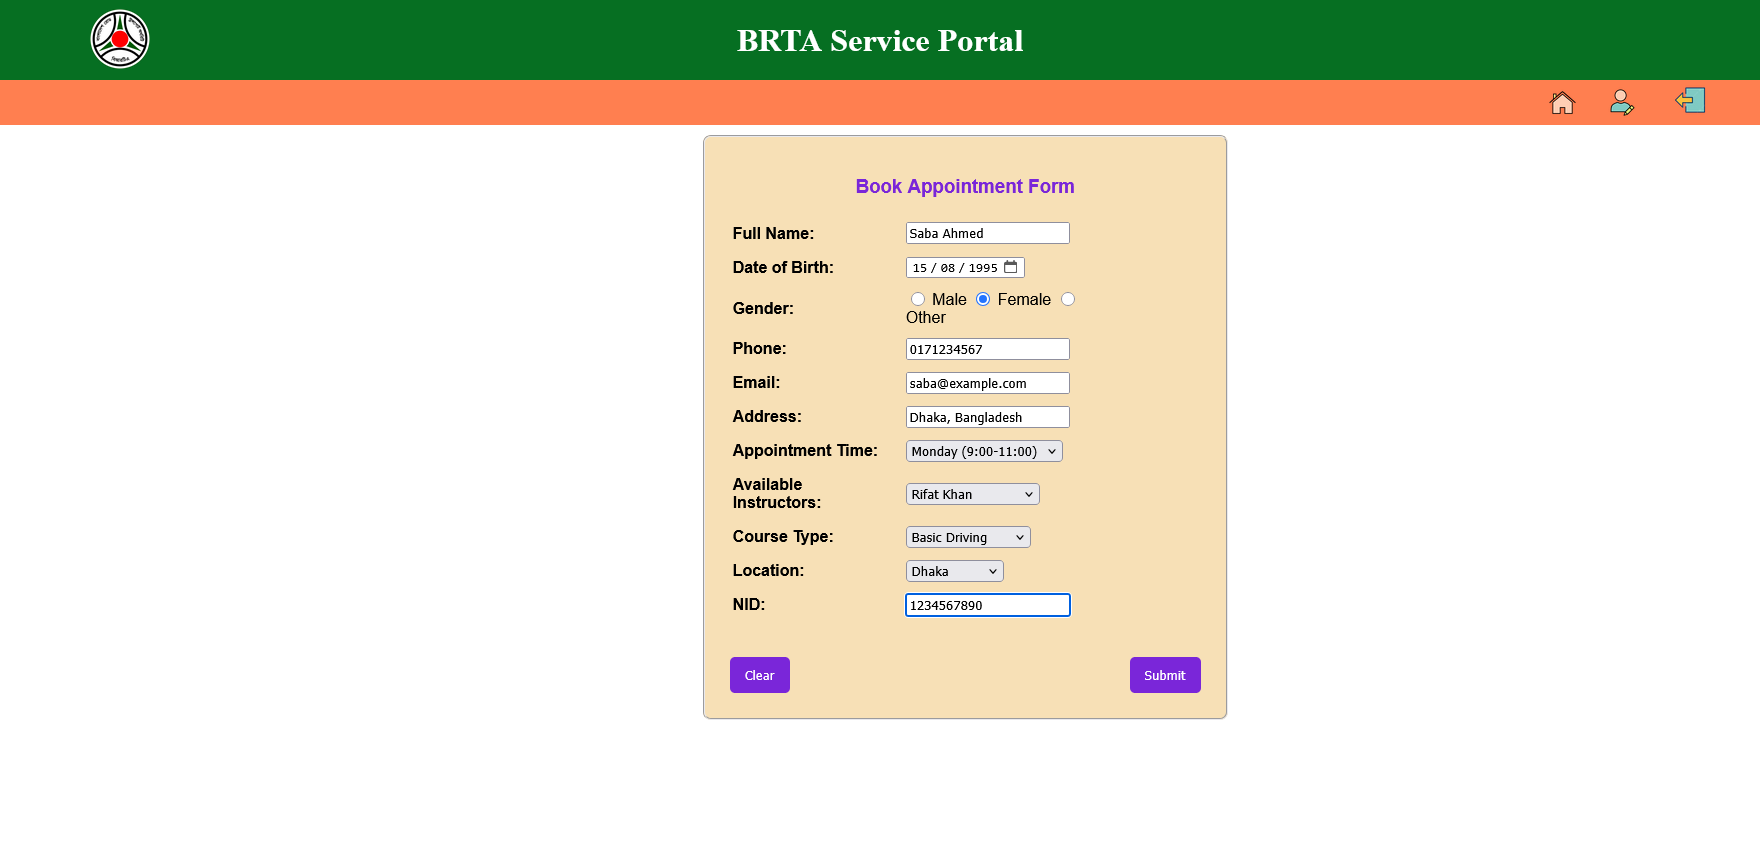 BRTA Service Portal
Book Appointment Form
Full Name: Saba Ahmed
Date of Birth: 15 / 08 / 1995
Gender: Male Female
Other
Phone: 0171234567
Email: saba@example.com
Address: Dhaka, Bangladesh
Appointment Time: Monday (9:00-11:00)
Available
Instructors: Rifat Khan
Course Type: Basic Driving
Location: Dhaka
NID: 1234567890
Clear Submit